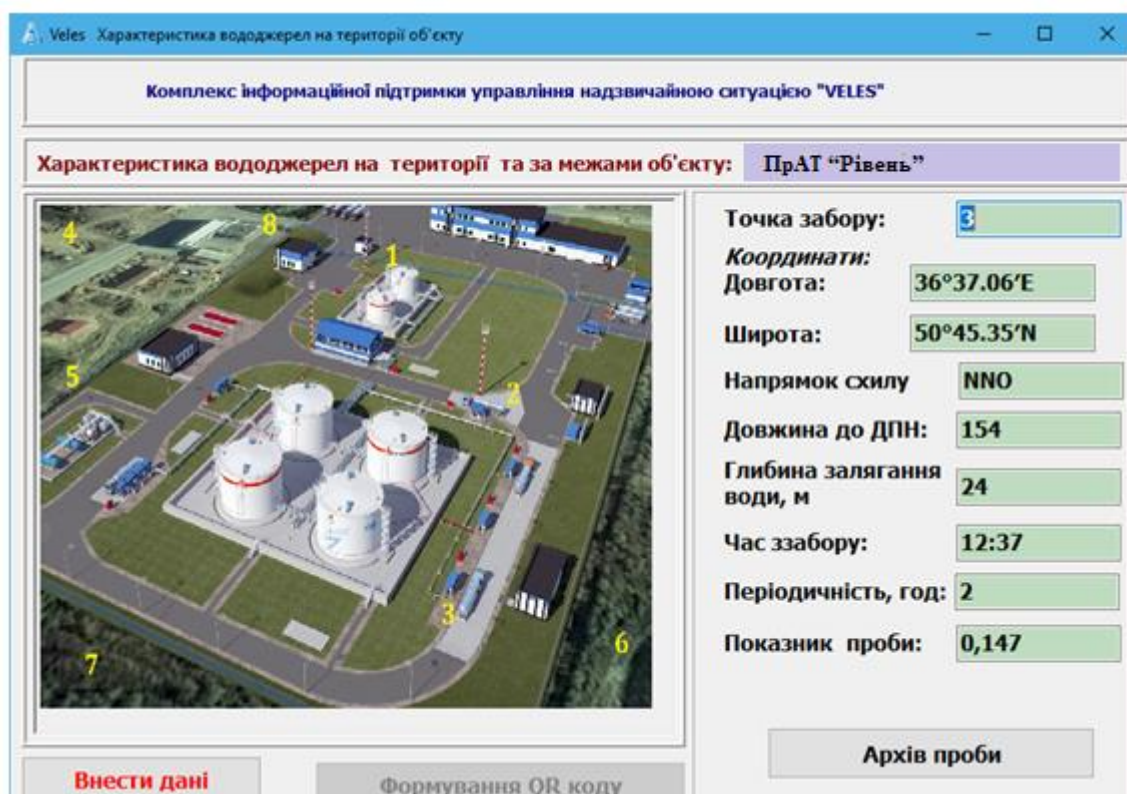 Veles Характеристика вододжерел на території об'єкту
Комплекс інформаційної підтримки управління надзвичайною ситуацією "VELES"
Характеристика вододжерел на території та за межами об'єкту: ПрАТ “Рівень”
4
8
1
5
2
3
6
7
Точка забору: 3
Координати:
Довгота: 36°37.06′E
Широта: 50°45.35′N
Напрямок схилу NNO
Довжина до ДПН: 154
Глибина залягання
води, м 24
Час ззабору: 12:37
Періодичність, год: 2
Показник проби: 0,147
Архів проби
Внести дані
Формування QR коду